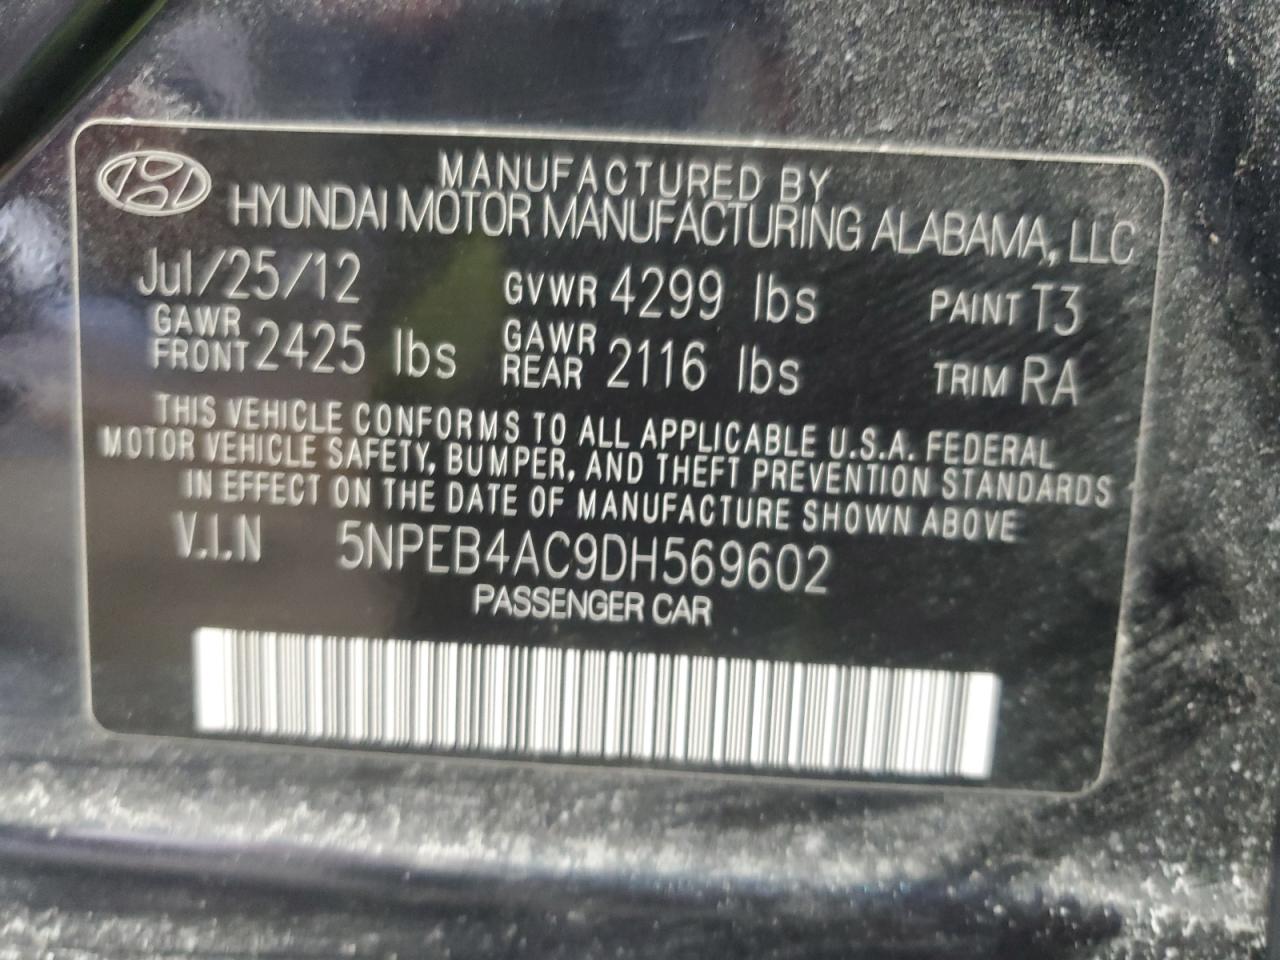 MANUFACTURED BY
HYUNDAI MOTOR MANUFACTURING ALABAMA, LLC
Jul/25/12 GVWR 4299 lbs PAINT T3
GAWR FRONT 2425 lbs GAWR REAR 2116 lbs TRIM RA
THIS VEHICLE CONFORMS TO ALL APPLICABLE U.S.A. FEDERAL
MOTOR VEHICLE SAFETY, BUMPER, AND THEFT PREVENTION STANDARDS
IN EFFECT ON THE DATE OF MANUFACTURE SHOWN ABOVE
V.I.N 5NPEB4AC9DH569602
PASSENGER CAR